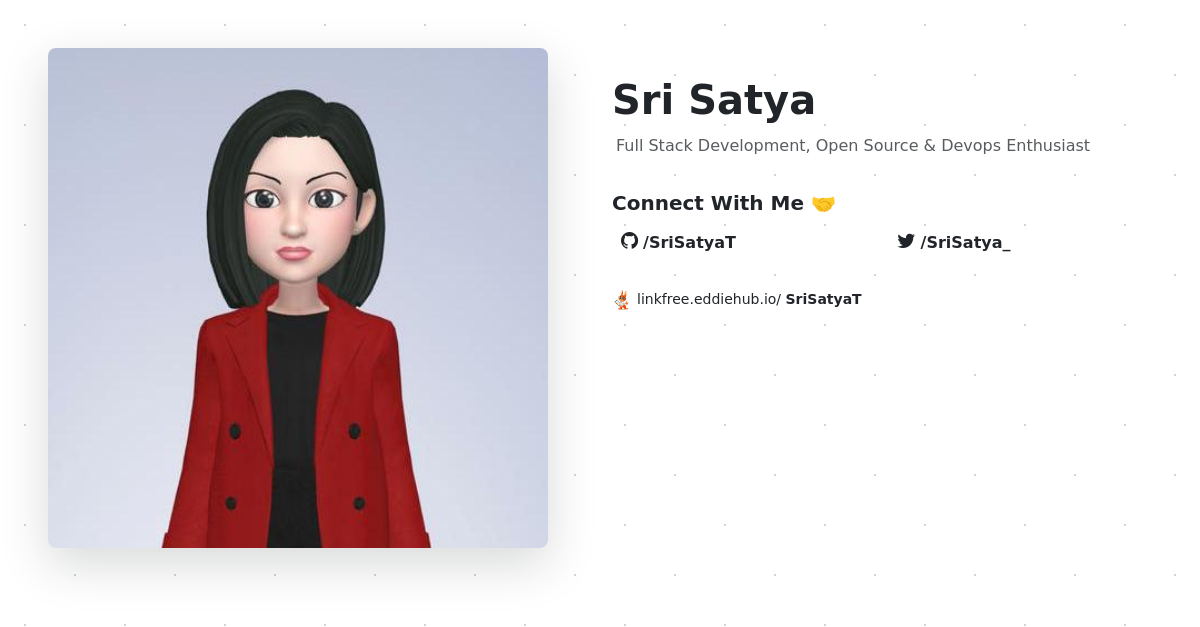 Sri Satya
Full Stack Development, Open Source & Devops Enthusiast
Connect With Me 🤝
/SriSatyaT
/SriSatya_
linkfree.eddiehub.io/ SriSatyaT